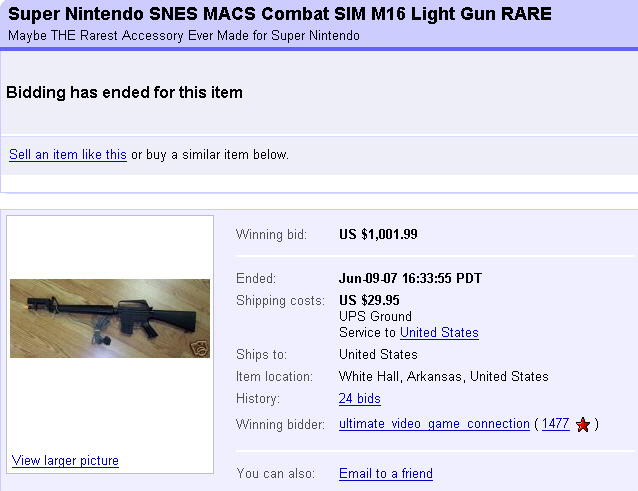 Super Nintendo SNES MACS Combat SIM M16 Light Gun RARE
Maybe THE Rarest Accessory Ever Made for Super Nintendo
Bidding has ended for this item
Sell an item like this or buy a similar item below.
Winning bid: US $1,001.99
Ended: Jun-09-07 16:33:55 PDT
Shipping costs: US $29.95
UPS Ground
Service to United States
Ships to: United States
Item location: White Hall, Arkansas, United States
History: 24 bids
Winning bidder: ultimate_video_game_connection ( 1477 )
View larger picture
You can also: Email to a friend